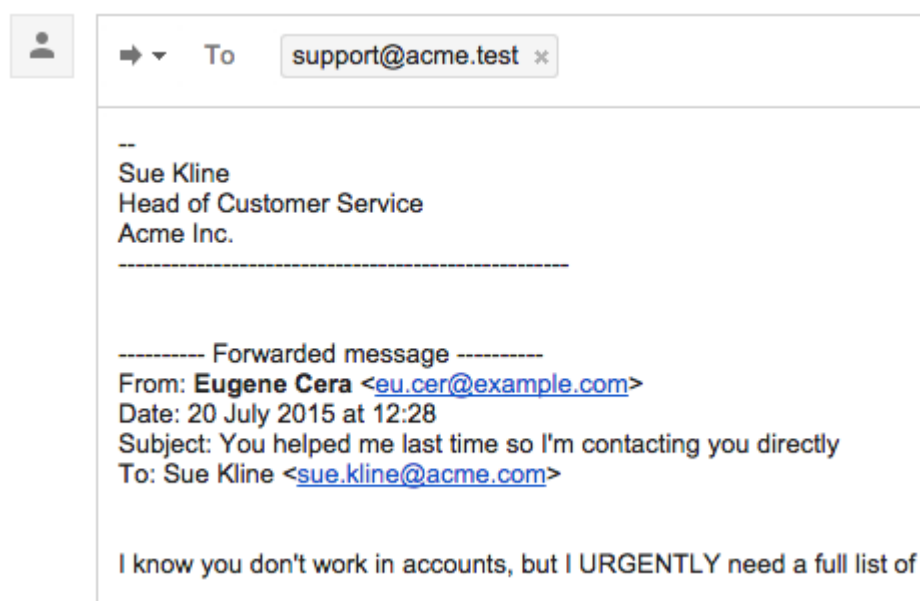 To support@acme.test ×
--
Sue Kline
Head of Customer Service
Acme Inc.
----------------------------------------------------
---------- Forwarded message ----------
From: Eugene Cera <eu.cer@example.com>
Date: 20 July 2015 at 12:28
Subject: You helped me last time so I'm contacting you directly
To: Sue Kline <sue.kline@acme.com>
I know you don't work in accounts, but I URGENTLY need a full list of